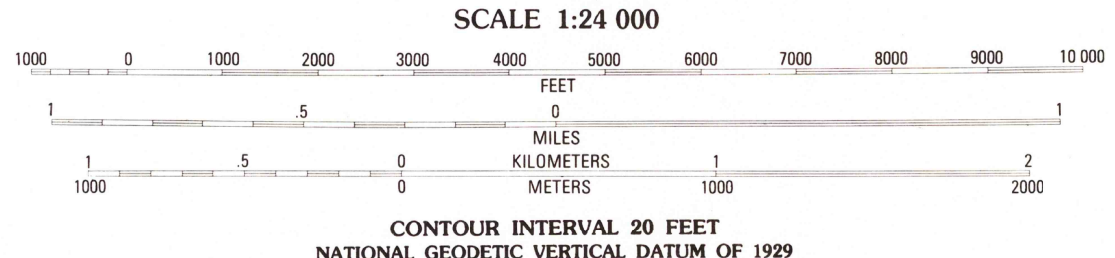 SCALE 1:24 000
1000 0 1000 2000 3000 4000 5000 6000 7000 8000 9000 10 000
FEET
1 .5 0 1
MILES
1 .5 0 KILOMETERS 1 2
1000 0 METERS 1000 2000
CONTOUR INTERVAL 20 FEET
NATIONAL GEODETIC VERTICAL DATUM OF 1929